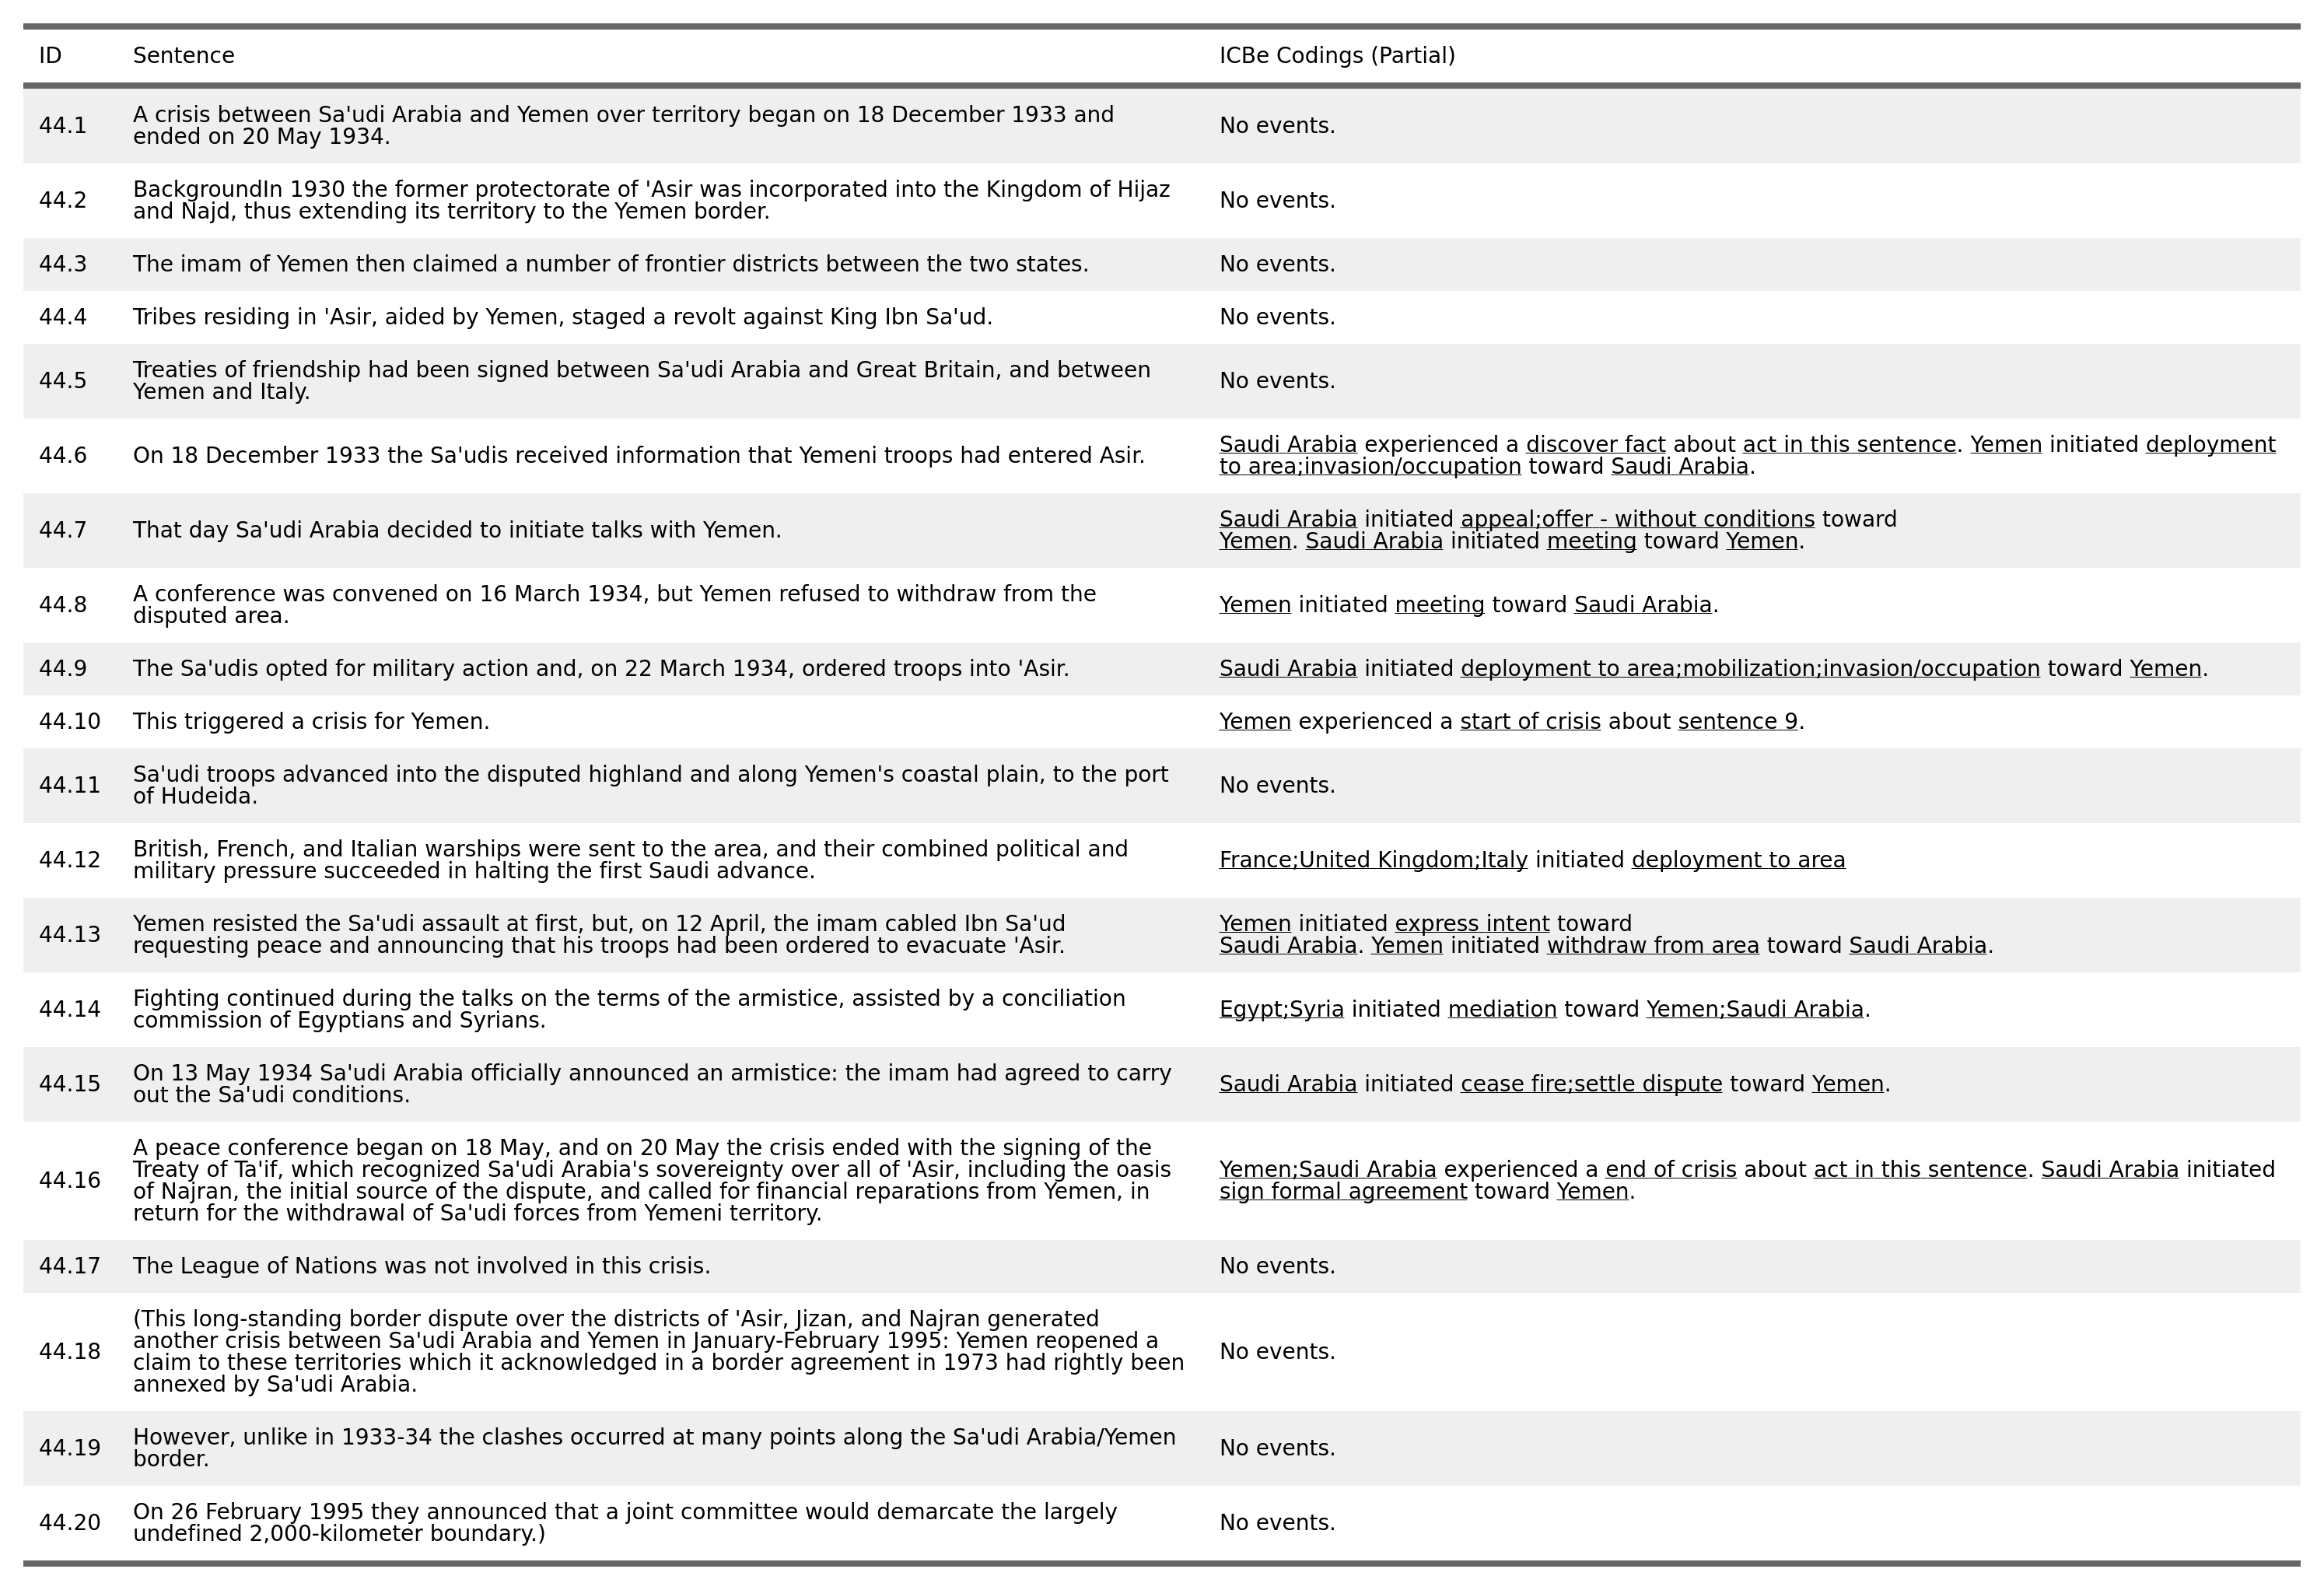 ID Sentence ICBe Codings (Partial)
44.1 A crisis between Sa'udi Arabia and Yemen over territory began on 18 December 1933 and
ended on 20 May 1934.
No events.
44.2 BackgroundIn 1930 the former protectorate of 'Asir was incorporated into the Kingdom of Hijaz
and Najd, thus extending its territory to the Yemen border.
No events.
44.3 The imam of Yemen then claimed a number of frontier districts between the two states. No events.
44.4 Tribes residing in 'Asir, aided by Yemen, staged a revolt against King Ibn Sa'ud. No events.
44.5 Treaties of friendship had been signed between Sa'udi Arabia and Great Britain, and between
Yemen and Italy.
No events.
44.6 On 18 December 1933 the Sa'udis received information that Yemeni troops had entered Asir.
Saudi Arabia experienced a discover fact about act in this sentence. Yemen initiated deployment
to area;invasion/occupation toward Saudi Arabia.
44.7 That day Sa'udi Arabia decided to initiate talks with Yemen.
Saudi Arabia initiated appeal;offer - without conditions toward
Yemen. Saudi Arabia initiated meeting toward Yemen.
44.8 A conference was convened on 16 March 1934, but Yemen refused to withdraw from the
disputed area.
Yemen initiated meeting toward Saudi Arabia.
44.9 The Sa'udis opted for military action and, on 22 March 1934, ordered troops into 'Asir. Saudi Arabia initiated deployment to area;mobilization;invasion/occupation toward Yemen.
44.10 This triggered a crisis for Yemen. Yemen experienced a start of crisis about sentence 9.
44.11 Sa'udi troops advanced into the disputed highland and along Yemen's coastal plain, to the port
of Hudeida.
No events.
44.12 British, French, and Italian warships were sent to the area, and their combined political and
military pressure succeeded in halting the first Saudi advance.
France;United Kingdom;Italy initiated deployment to area
44.13 Yemen resisted the Sa'udi assault at first, but, on 12 April, the imam cabled Ibn Sa'ud
requesting peace and announcing that his troops had been ordered to evacuate 'Asir.
Yemen initiated express intent toward
Saudi Arabia. Yemen initiated withdraw from area toward Saudi Arabia.
44.14 Fighting continued during the talks on the terms of the armistice, assisted by a conciliation
commission of Egyptians and Syrians.
Egypt;Syria initiated mediation toward Yemen;Saudi Arabia.
44.15 On 13 May 1934 Sa'udi Arabia officially announced an armistice: the imam had agreed to carry
out the Sa'udi conditions.
Saudi Arabia initiated cease fire;settle dispute toward Yemen.
44.16 A peace conference began on 18 May, and on 20 May the crisis ended with the signing of the
Treaty of Ta'if, which recognized Sa'udi Arabia's sovereignty over all of 'Asir, including the oasis
of Najran, the initial source of the dispute, and called for financial reparations from Yemen, in
return for the withdrawal of Sa'udi forces from Yemeni territory.
Yemen;Saudi Arabia experienced a end of crisis about act in this sentence. Saudi Arabia initiated
sign formal agreement toward Yemen.
44.17 The League of Nations was not involved in this crisis. No events.
44.18 (This long-standing border dispute over the districts of 'Asir, Jizan, and Najran generated
another crisis between Sa'udi Arabia and Yemen in January-February 1995: Yemen reopened a
claim to these territories which it acknowledged in a border agreement in 1973 had rightly been
annexed by Sa'udi Arabia.
No events.
44.19 However, unlike in 1933-34 the clashes occurred at many points along the Sa'udi Arabia/Yemen
border.
No events.
44.20 On 26 February 1995 they announced that a joint committee would demarcate the largely
undefined 2,000-kilometer boundary.)
No events.